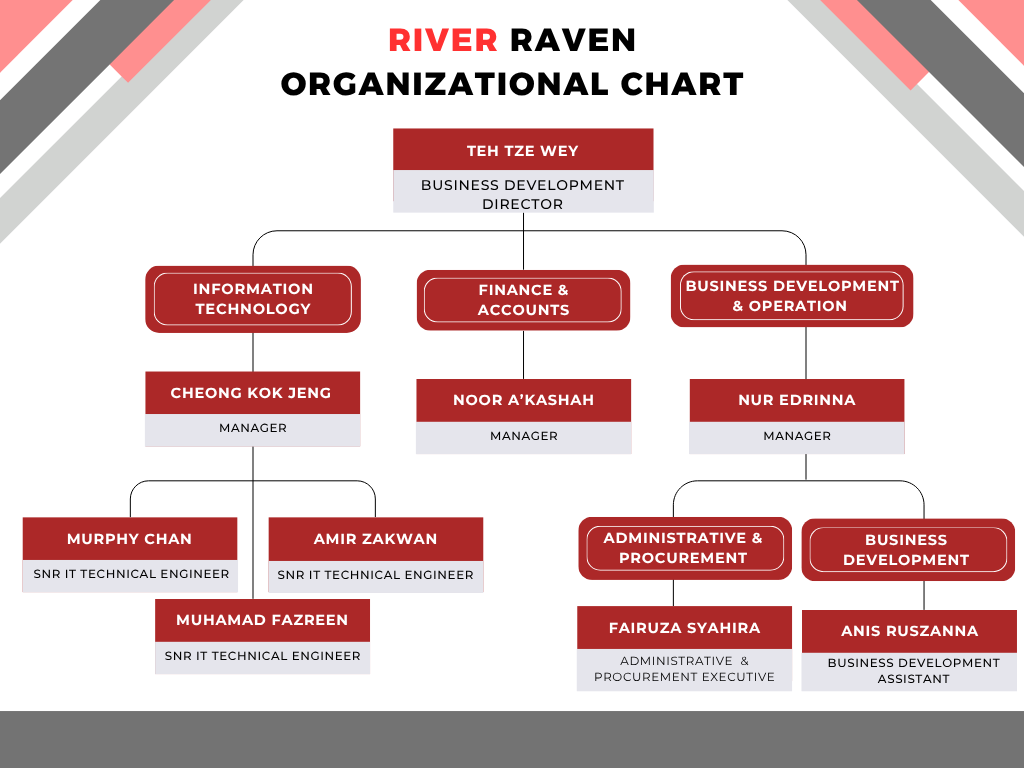 RIVER RAVEN
ORGANIZATIONAL CHART
TEH TZE WEY
BUSINESS DEVELOPMENT
DIRECTOR
INFORMATION
TECHNOLOGY
FINANCE &
ACCOUNTS
BUSINESS DEVELOPMENT
& OPERATION
CHEONG KOK JENG
MANAGER
NOOR A’KASHAH
MANAGER
NUR EDRINNA
MANAGER
MURPHY CHAN
SNR IT TECHNICAL ENGINEER
AMIR ZAKWAN
SNR IT TECHNICAL ENGINEER
MUHAMAD FAZREEN
SNR IT TECHNICAL ENGINEER
ADMINISTRATIVE &
PROCUREMENT
BUSINESS
DEVELOPMENT
FAIRUZA SYAHIRA
ADMINISTRATIVE &
PROCUREMENT EXECUTIVE
ANIS RUSZANNA
BUSINESS DEVELOPMENT
ASSISTANT